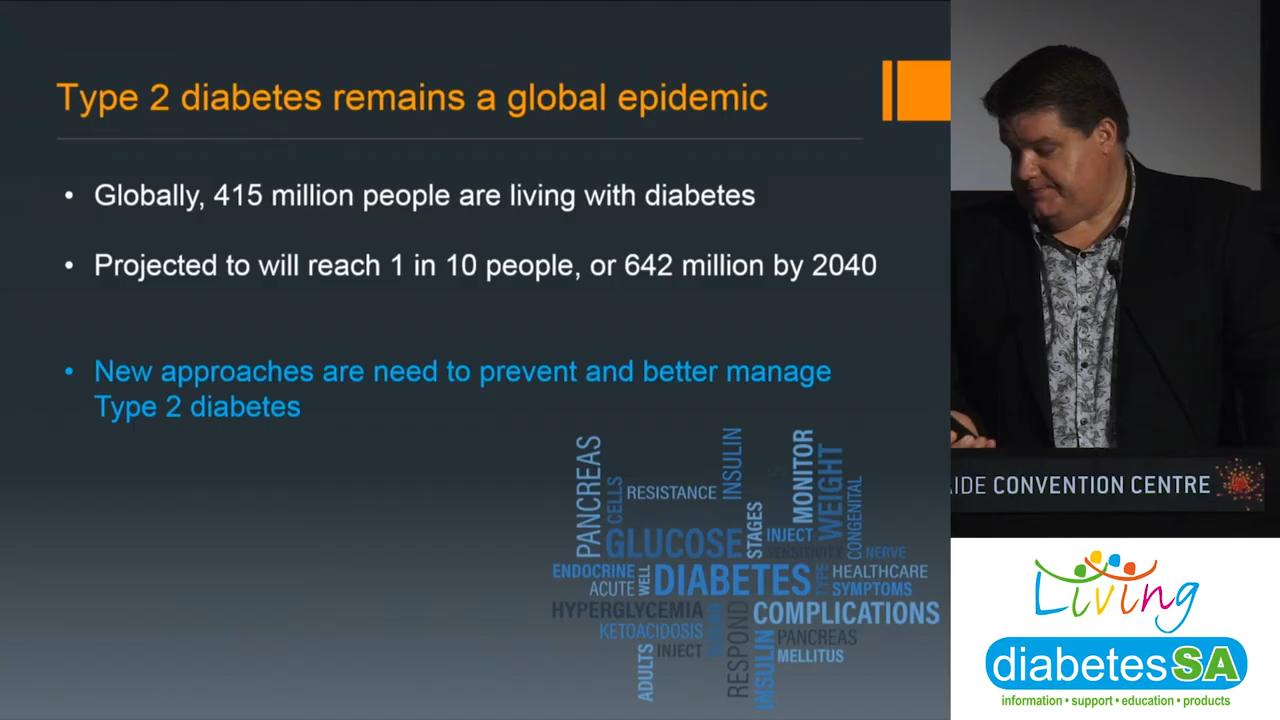 Type 2 diabetes remains a global epidemic
• Globally, 415 million people are living with diabetes
• Projected to will reach 1 in 10 people, or 642 million by 2040
• New approaches are need to prevent and better manage
Type 2 diabetes
PANCREAS
CELLS
RESISTANCE
INSULIN
MONITOR
WEIGHT
CONGENITAL
STAGES
INJECT
GLUCOSE
SENSITIVITY
NERVE
ENDOCRINE
ACUTE
WELL
DIABETES
TYPE
HEALTHCARE
SYMPTOMS
HYPERGLYCEMIA
COMPLICATIONS
KETOACIDOSIS
RESPOND
INSULIN
PANCREAS
ADULTS
INJECT
MELLITUS
AIDE CONVENTION CENTRE
Living
diabetesSA
information • support • education • products